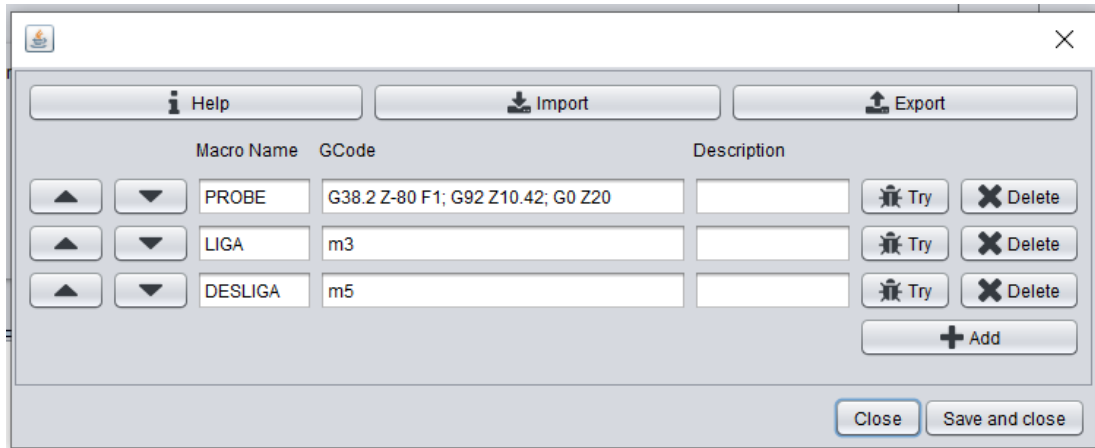 Help Import Export
Macro Name GCode Description
PROBE G38.2 Z-80 F1; G92 Z10.42; G0 Z20 Try Delete
LIGA m3 Try Delete
DESLIGA m5 Try Delete
Add
Close Save and close